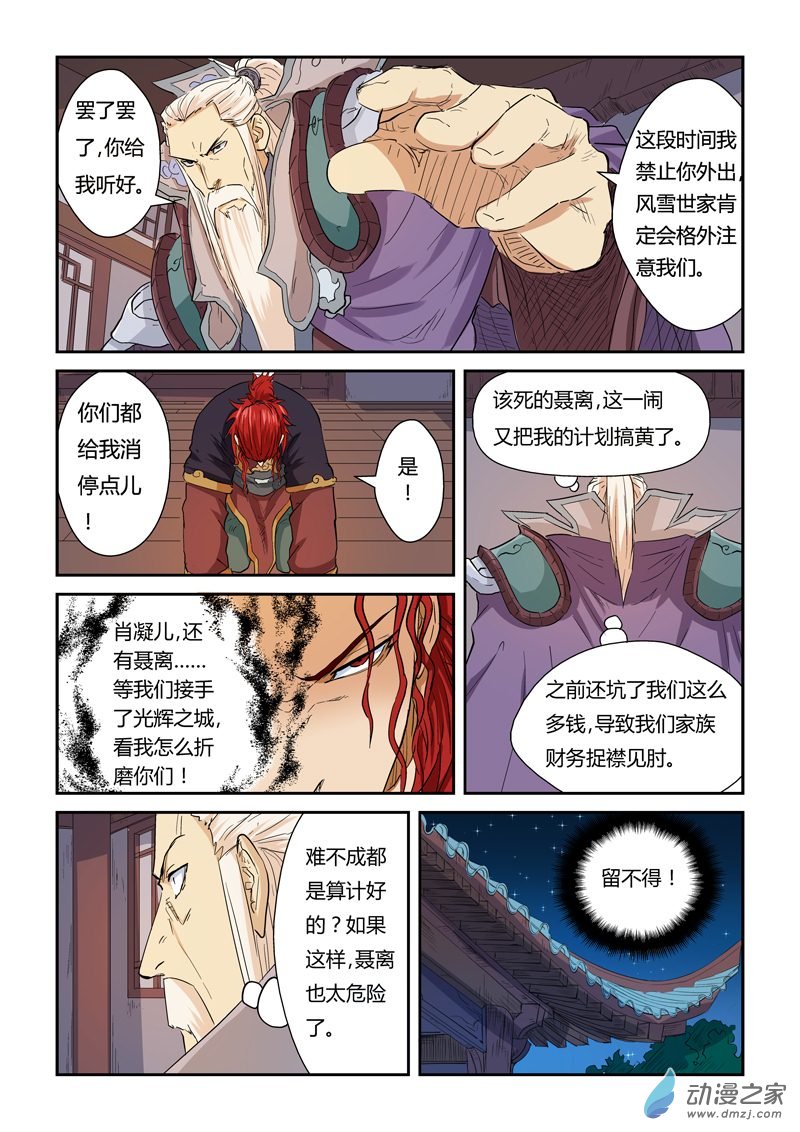 罢了罢
了，你给
我听好。
这段时间我
禁止你外出，
风雪世家肯
定会格外注
意我们。
你们都
给我消
停点儿
！
是
！
该死的聂离，这一闹
又把我的计划搞黄了。
之前还坑了我们这么
多钱，导致我们家族
财务捉襟见肘。
肖凝儿，还
有聂离……
等我们接手
了光辉之城，
看我怎么折
磨你们！
难不成都
是算计好
的？如果
这样，聂离
也太危险
了。
留不得！
动漫之家
www.dmzj.com